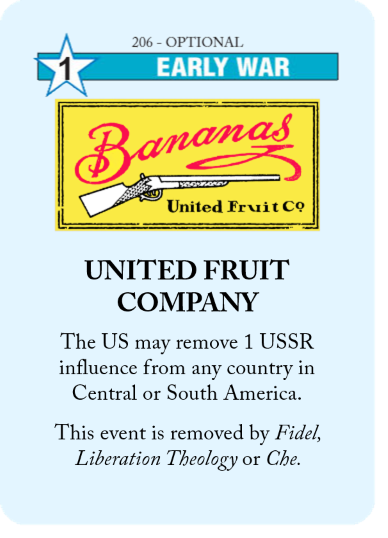 206 - OPTIONAL
1
EARLY WAR
Bananas
United Fruit Co.
UNITED FRUIT
COMPANY
The US may remove 1 USSR
influence from any country in
Central or South America.
This event is removed by Fidel,
Liberation Theology or Che.